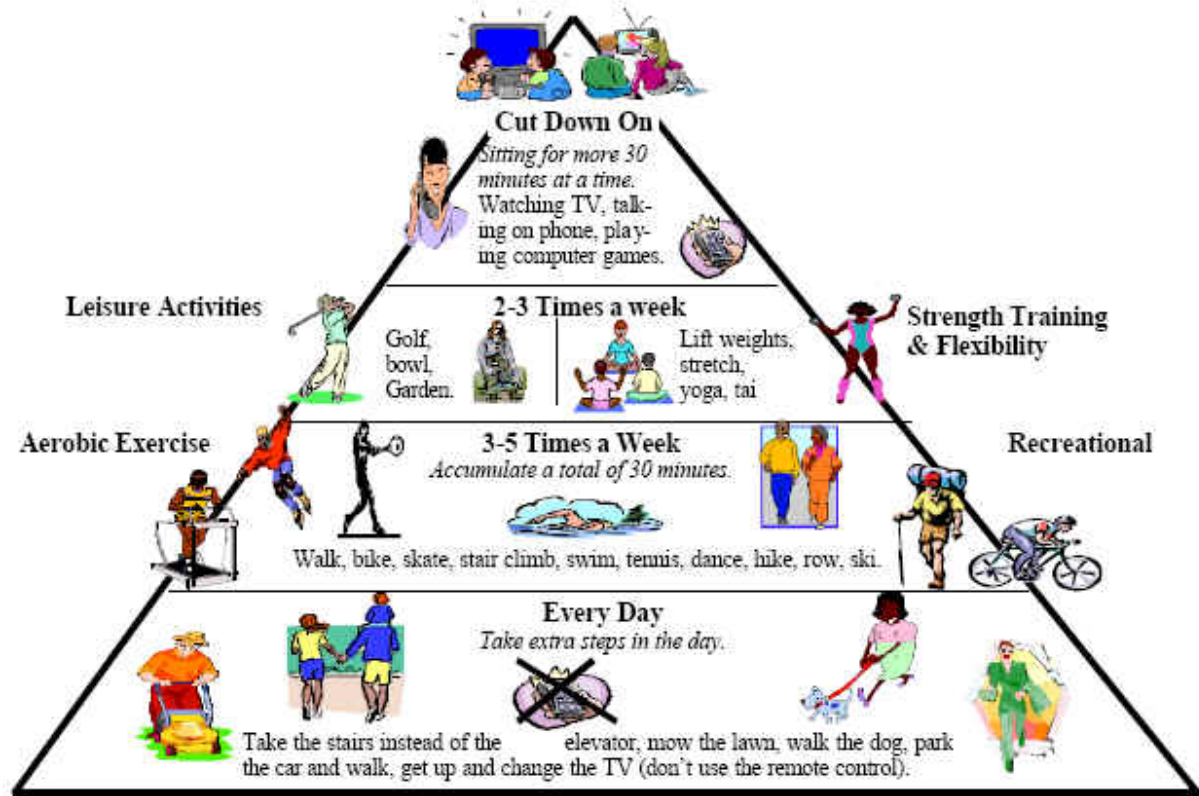 Cut Down On
Sitting for more 30
minutes at a time.
Watching TV, talk-
ing on phone, play-
ing computer games.
Leisure Activities
2-3 Times a week
Strength Training
& Flexibility
Golf,
bowl,
Garden.
Lift weights,
stretch,
yoga, tai
Aerobic Exercise
3-5 Times a Week
Recreational
Accumulate a total of 30 minutes.
Walk, bike, skate, stair climb, swim, tennis, dance, hike, row, ski.
Every Day
Take extra steps in the day.
Take the stairs instead of the elevator, mow the lawn, walk the dog, park
the car and walk, get up and change the TV (don't use the remote control).